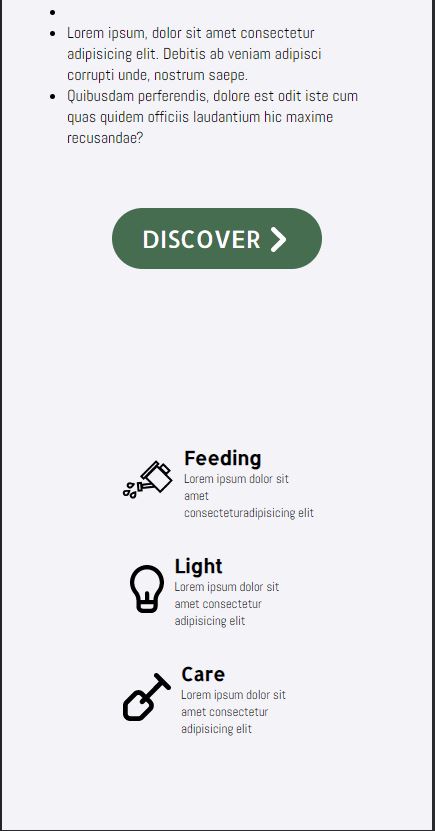 Lorem ipsum, dolor sit amet consectetur
adipisicing elit. Debitis ab veniam adipisci
corrupti unde, nostrum saepe.
Quibusdam perferendis, dolore est odit iste cum
quas quidem officiis laudantium hic maxime
recusandae?
DISCOVER
Feeding
Lorem ipsum dolor sit
amet
consecteturadipisicing elit
Light
Lorem ipsum dolor sit
amet consectetur
adipisicing elit
Care
Lorem ipsum dolor sit
amet consectetur
adipisicing elit